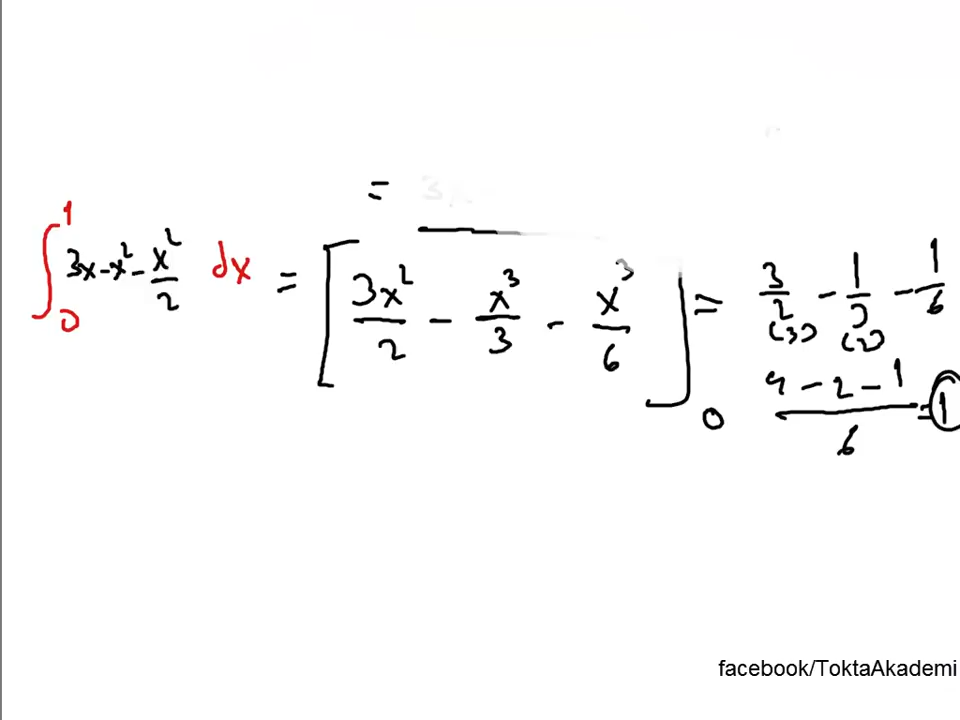 =
∫₀¹ 3x - x² - x²/2 dx = [3x²/2 - x³/3 - x³/6]₀ = 3/2 - 1/3 - 1/6
(3) (2)
9 - 2 - 1 / 6 = 1
facebook/ToktaAkademi